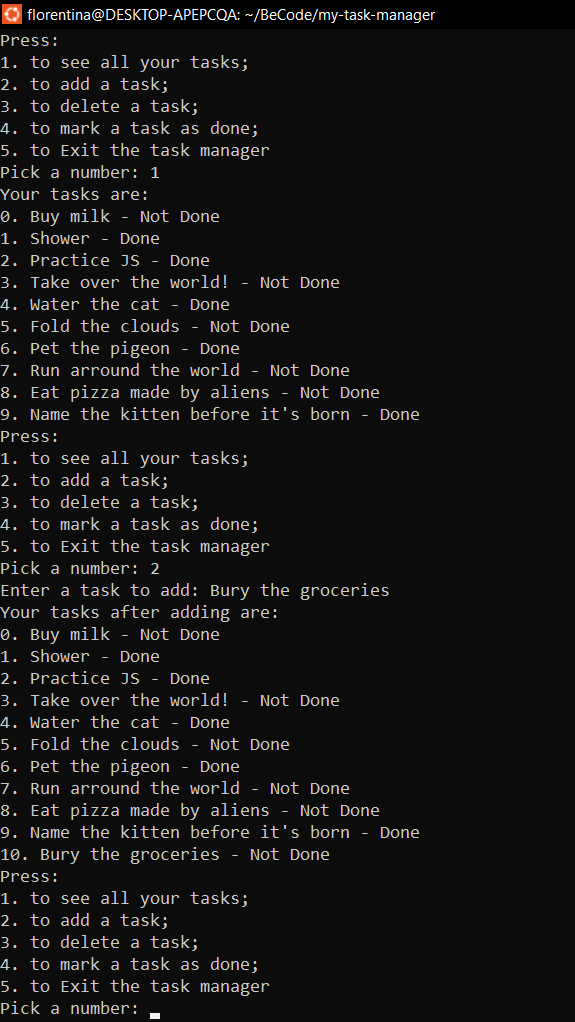 florentina@DESKTOP-APEPCQA: ~/BeCode/my-task-manager
Press:
1. to see all your tasks;
2. to add a task;
3. to delete a task;
4. to mark a task as done;
5. to Exit the task manager
Pick a number: 1
Your tasks are:
0. Buy milk - Not Done
1. Shower - Done
2. Practice JS - Done
3. Take over the world! - Not Done
4. Water the cat - Done
5. Fold the clouds - Not Done
6. Pet the pigeon - Done
7. Run arround the world - Not Done
8. Eat pizza made by aliens - Not Done
9. Name the kitten before it's born - Done
Press:
1. to see all your tasks;
2. to add a task;
3. to delete a task;
4. to mark a task as done;
5. to Exit the task manager
Pick a number: 2
Enter a task to add: Bury the groceries
Your tasks after adding are:
0. Buy milk - Not Done
1. Shower - Done
2. Practice JS - Done
3. Take over the world! - Not Done
4. Water the cat - Done
5. Fold the clouds - Not Done
6. Pet the pigeon - Done
7. Run arround the world - Not Done
8. Eat pizza made by aliens - Not Done
9. Name the kitten before it's born - Done
10. Bury the groceries - Not Done
Press:
1. to see all your tasks;
2. to add a task;
3. to delete a task;
4. to mark a task as done;
5. to Exit the task manager
Pick a number: